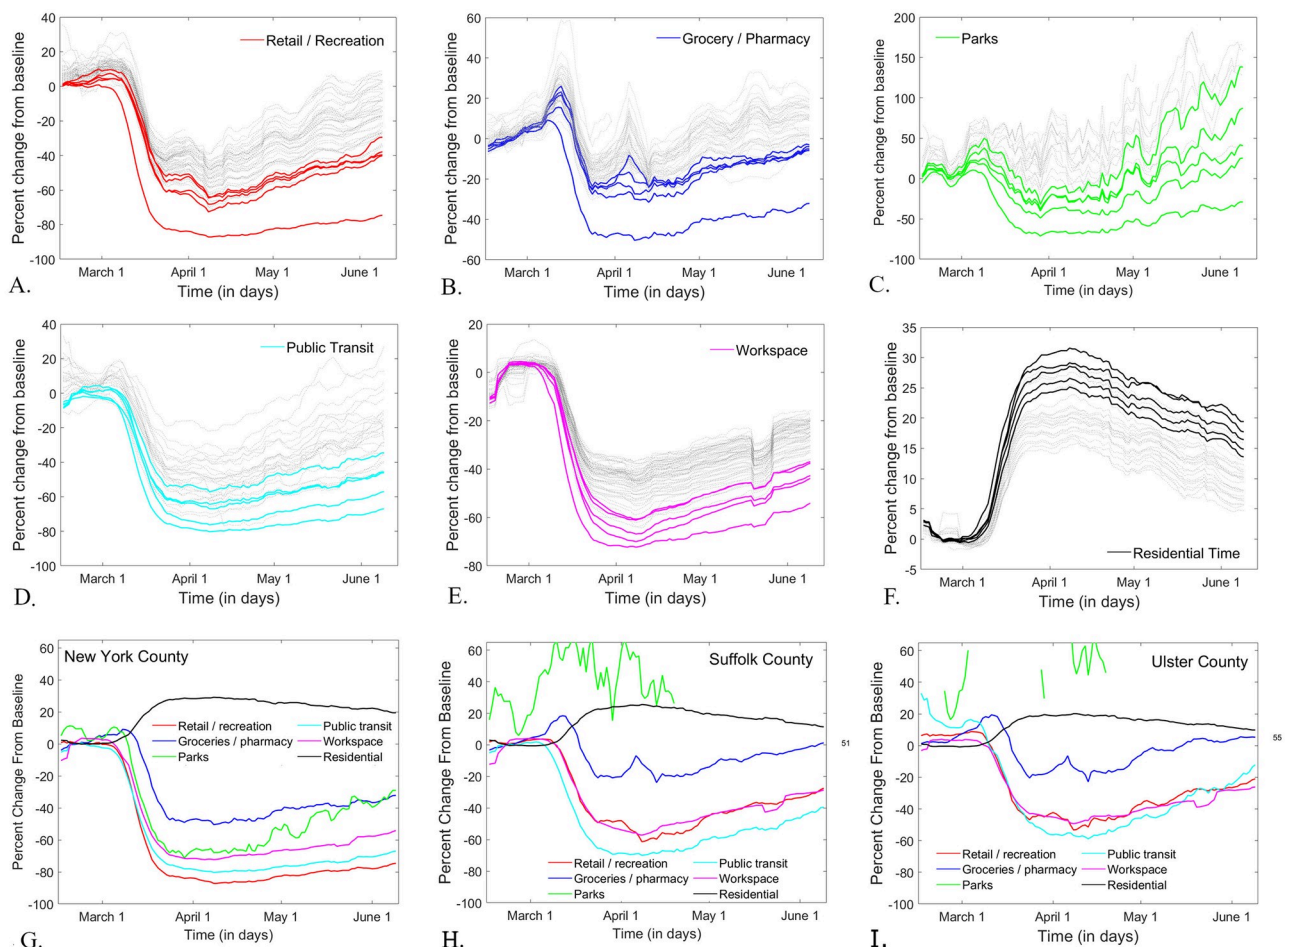 40
20
0
-20
-40
-60
-80
-100
Percent change from baseline
Retail / Recreation
March 1
April 1
May 1
June 1
Time (in days)
A.
60
40
20
0
-20
-40
-60
Percent change from baseline
Grocery / Pharmacy
March 1
April 1
May 1
June 1
Time (in days)
B.
200
150
100
50
0
-50
-100
Percent change from baseline
Parks
March 1
April 1
May 1
June 1
Time (in days)
C.
40
20
0
-20
-40
-60
-80
-100
Percent change from baseline
Public Transit
March 1
April 1
May 1
June 1
Time (in days)
D.
20
0
-20
-40
-60
-80
Percent change from baseline
Workspace
March 1
April 1
May 1
June 1
Time (in days)
E.
35
30
25
20
15
10
5
0
-5
Percent change from baseline
Residential Time
March 1
April 1
May 1
June 1
Time (in days)
F.
60
40
20
0
-20
-40
-60
-80
-100
Percent Change From Baseline
New York County
Retail / recreation
Groceries / pharmacy
Parks
Public transit
Workspace
Residential
March 1
April 1
May 1
June 1
Time (in days)
G.
60
40
20
0
-20
-40
-60
-80
-100
Percent Change From Baseline
Suffolk County
Retail / recreation
Groceries / pharmacy
Parks
Public transit
Workspace
Residential
March 1
April 1
May 1
June 1
Time (in days)
H.
51
60
40
20
0
-20
-40
-60
-80
-100
Percent Change From Baseline
Ulster County
Retail / recreation
Groceries / pharmacy
Parks
Public transit
Workspace
Residential
March 1
April 1
May 1
June 1
Time (in days)
I.
55